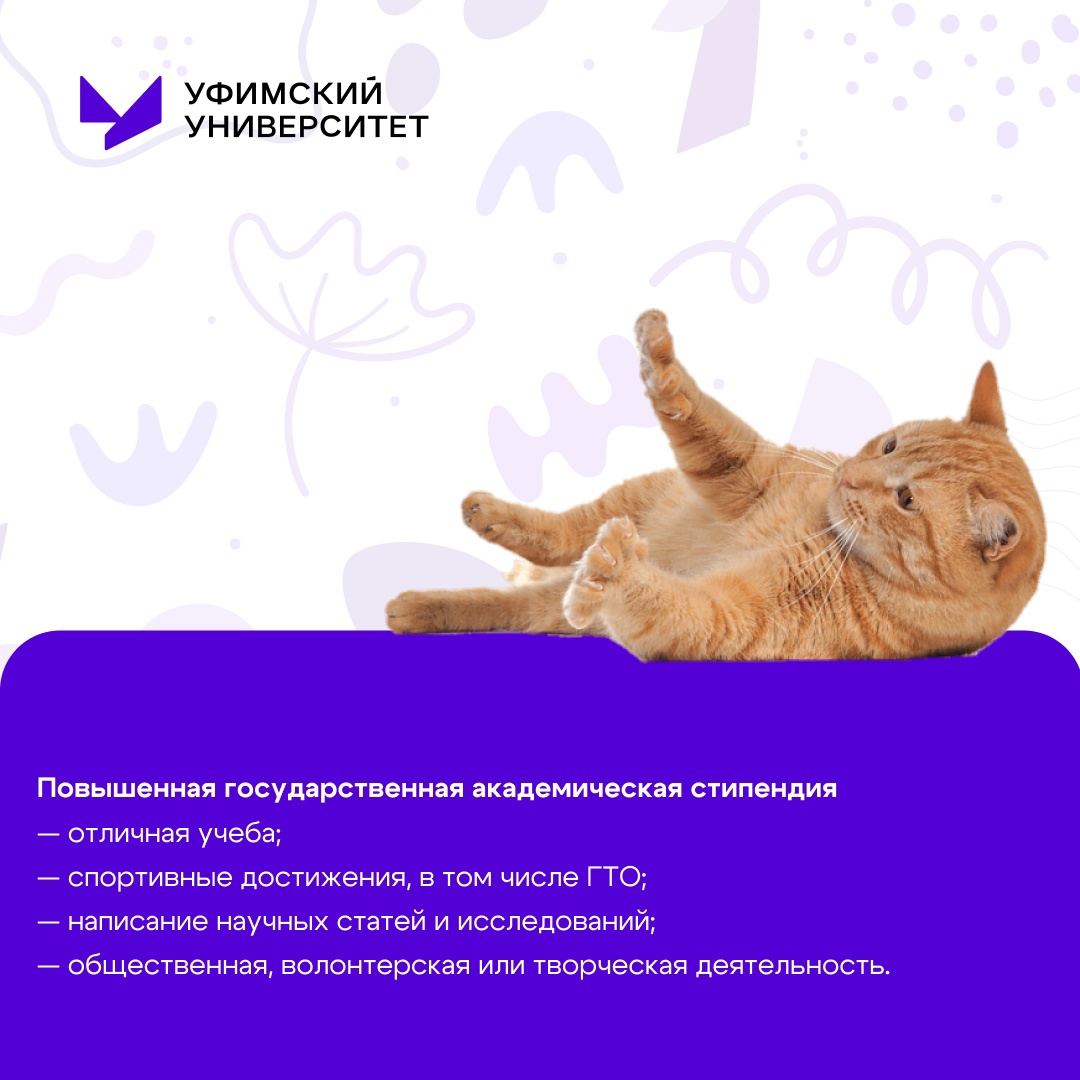 УФИМСКИЙ
УНИВЕРСИТЕТ
Повышенная государственная академическая стипендия
— отличная учеба;
— спортивные достижения, в том числе ГТО;
— написание научных статей и исследований;
— общественная, волонтерская или творческая деятельность.